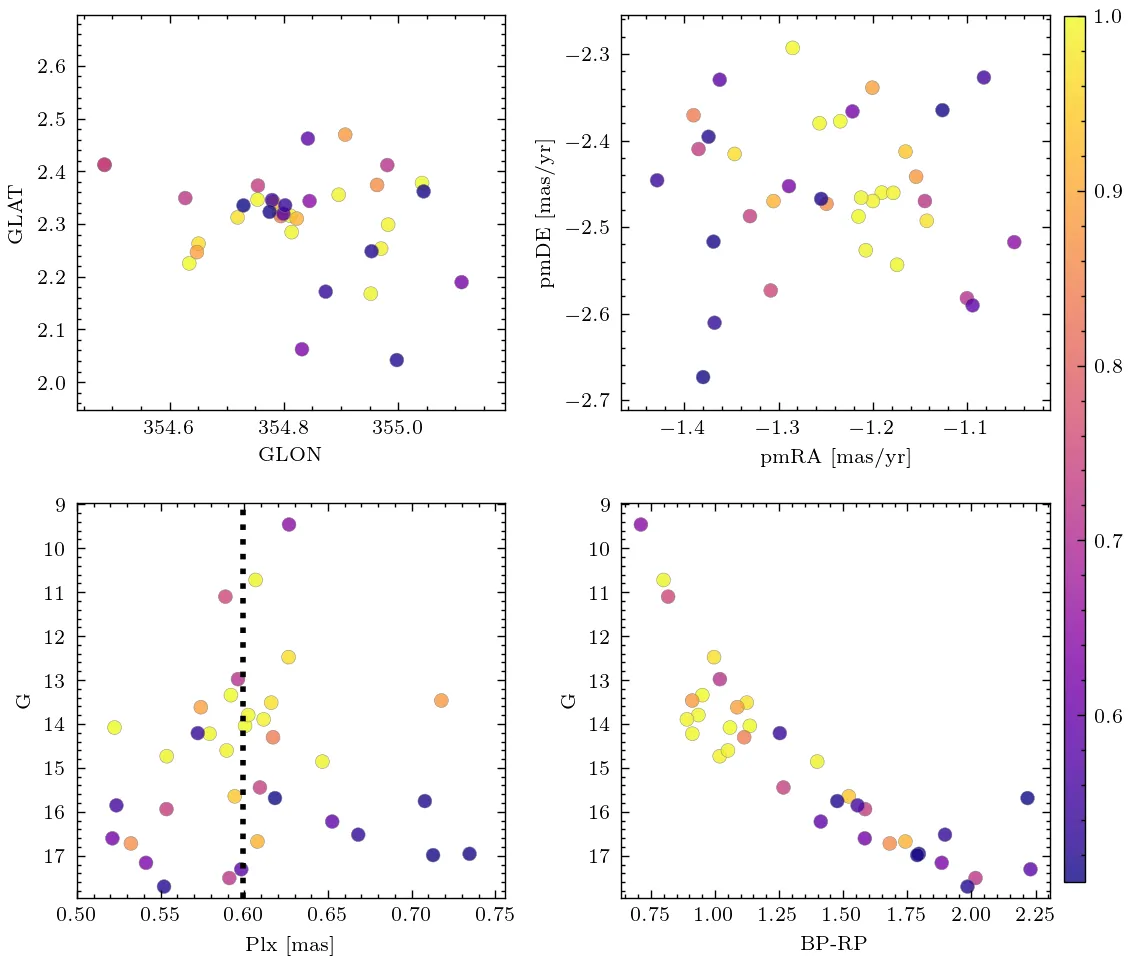 2.6
2.5
2.4
2.3
2.2
2.1
2.0
GLAT
354.6 354.8 355.0
GLON
−2.3
−2.4
−2.5
−2.6
−2.7
pmDE [mas/yr]
−1.4 −1.3 −1.2 −1.1
pmRA [mas/yr]
1.0
0.9
0.8
0.7
0.6
9
10
11
12
13
14
15
16
17
G
0.50 0.55 0.60 0.65 0.70 0.75
Plx [mas]
9
10
11
12
13
14
15
16
17
G
0.75 1.00 1.25 1.50 1.75 2.00 2.25
BP-RP